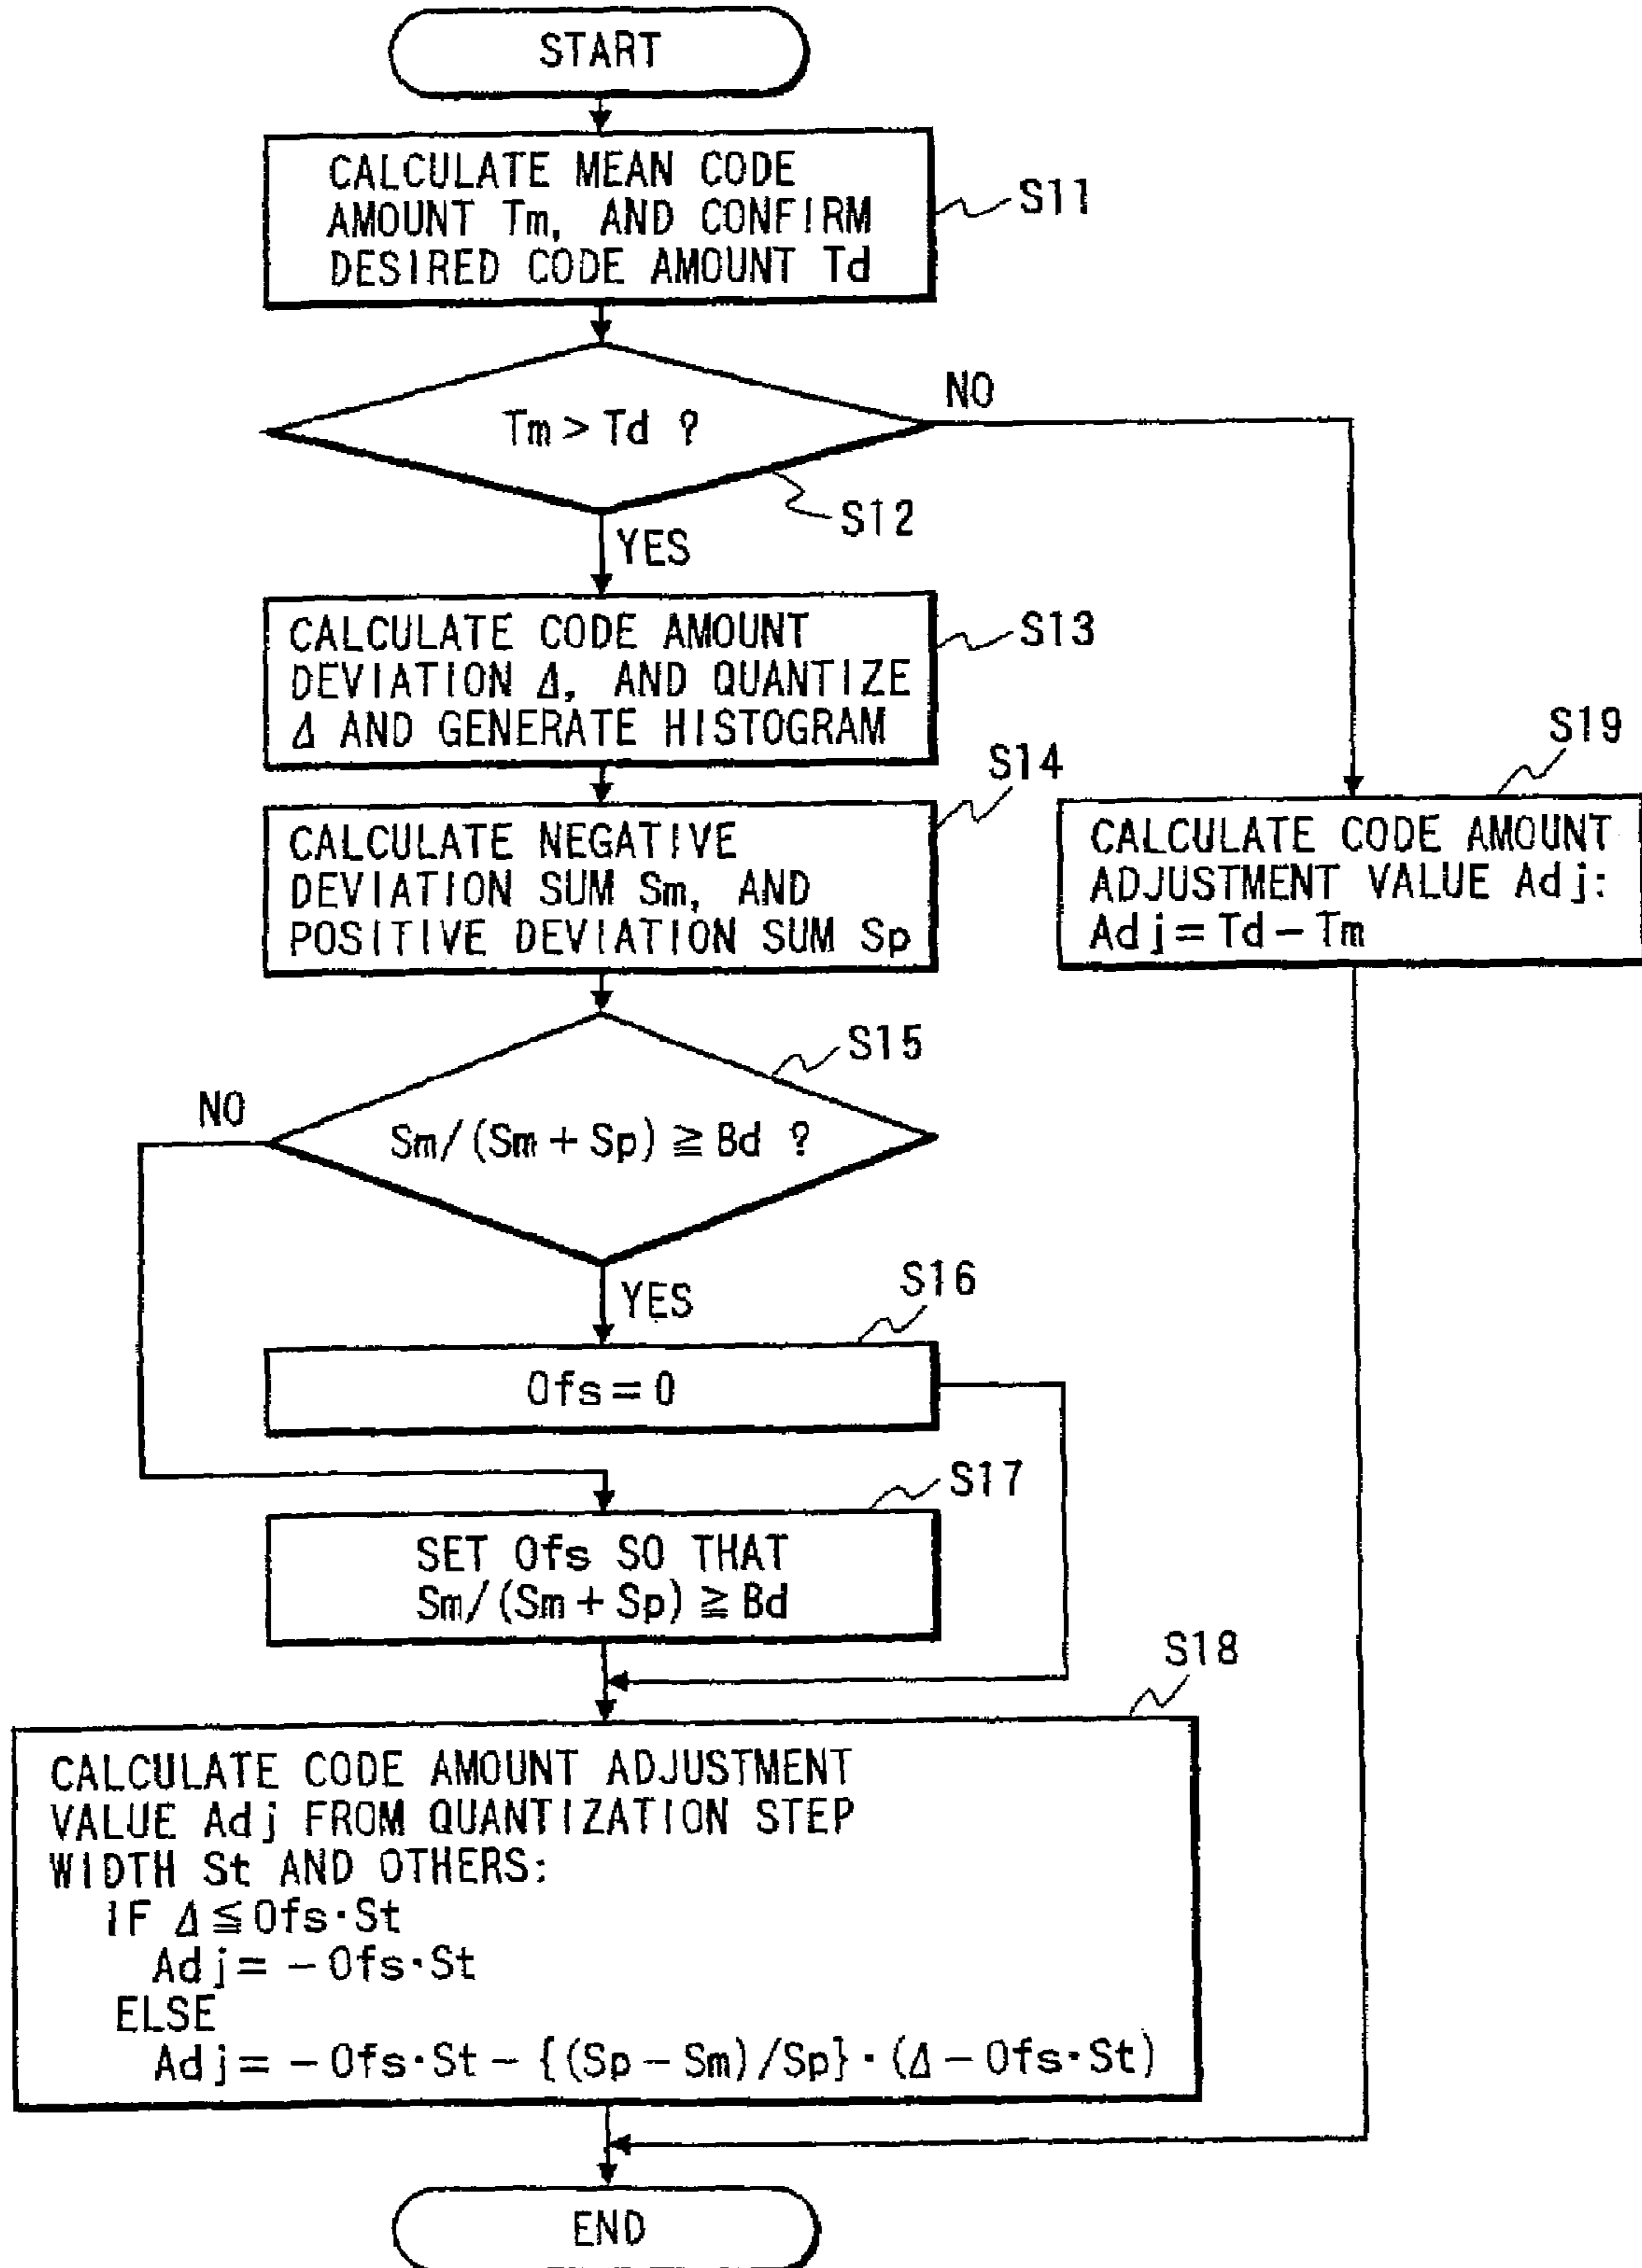 START
CALCULATE MEAN CODE
AMOUNT Tm, AND CONFIRM
DESIRED CODE AMOUNT Td
S11
Tm > Td ?
NO
S12
YES
CALCULATE CODE AMOUNT
DEVIATION Δ, AND QUANTIZE
Δ AND GENERATE HISTOGRAM
S13
S14
CALCULATE NEGATIVE
DEVIATION SUM Sm, AND
POSITIVE DEVIATION SUM Sp
S19
CALCULATE CODE AMOUNT
ADJUSTMENT VALUE Adj:
Adj = Td - Tm
S15
NO
Sm/(Sm + Sp) ≧ Bd ?
YES
S16
Ofs = 0
S17
SET Ofs SO THAT
Sm/(Sm + Sp) ≧ Bd
S18
CALCULATE CODE AMOUNT ADJUSTMENT
VALUE Adj FROM QUANTIZATION STEP
WIDTH St AND OTHERS:
IF Δ ≦ Ofs·St
Adj = - Ofs·St
ELSE
Adj = - Ofs·St - {(Sp - Sm)/Sp}·(Δ - Ofs·St)
END